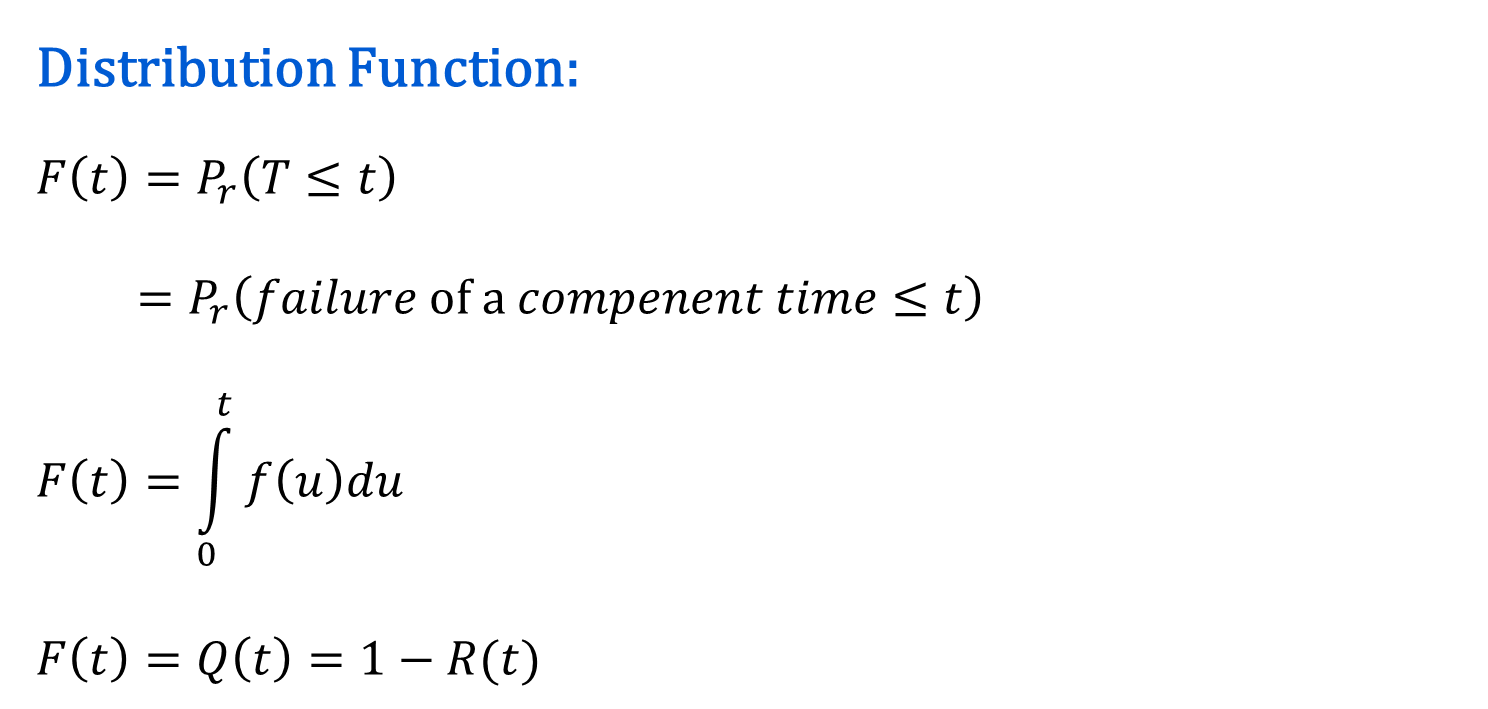 Distribution Function:
F(t) = P_r(T ≤ t)
= P_r(failure of a compenent time ≤ t)
F(t) = ∫_0^t f(u)du
F(t) = Q(t) = 1 − R(t)